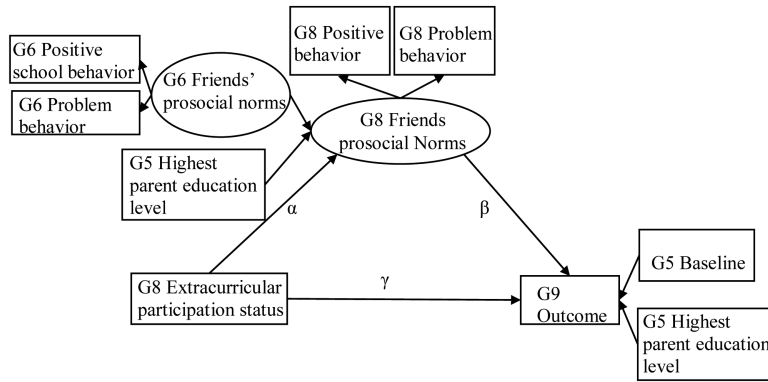 G6 Positive
school behavior
G6 Problem
behavior
G6 Friends'
prosocial norms
G8 Positive
behavior
G8 Problem
behavior
G8 Friends
prosocial Norms
G5 Highest
parent education
level
α
β
G8 Extracurricular
participation status
γ
G9
Outcome
G5 Baseline
G5 Highest
parent education
level